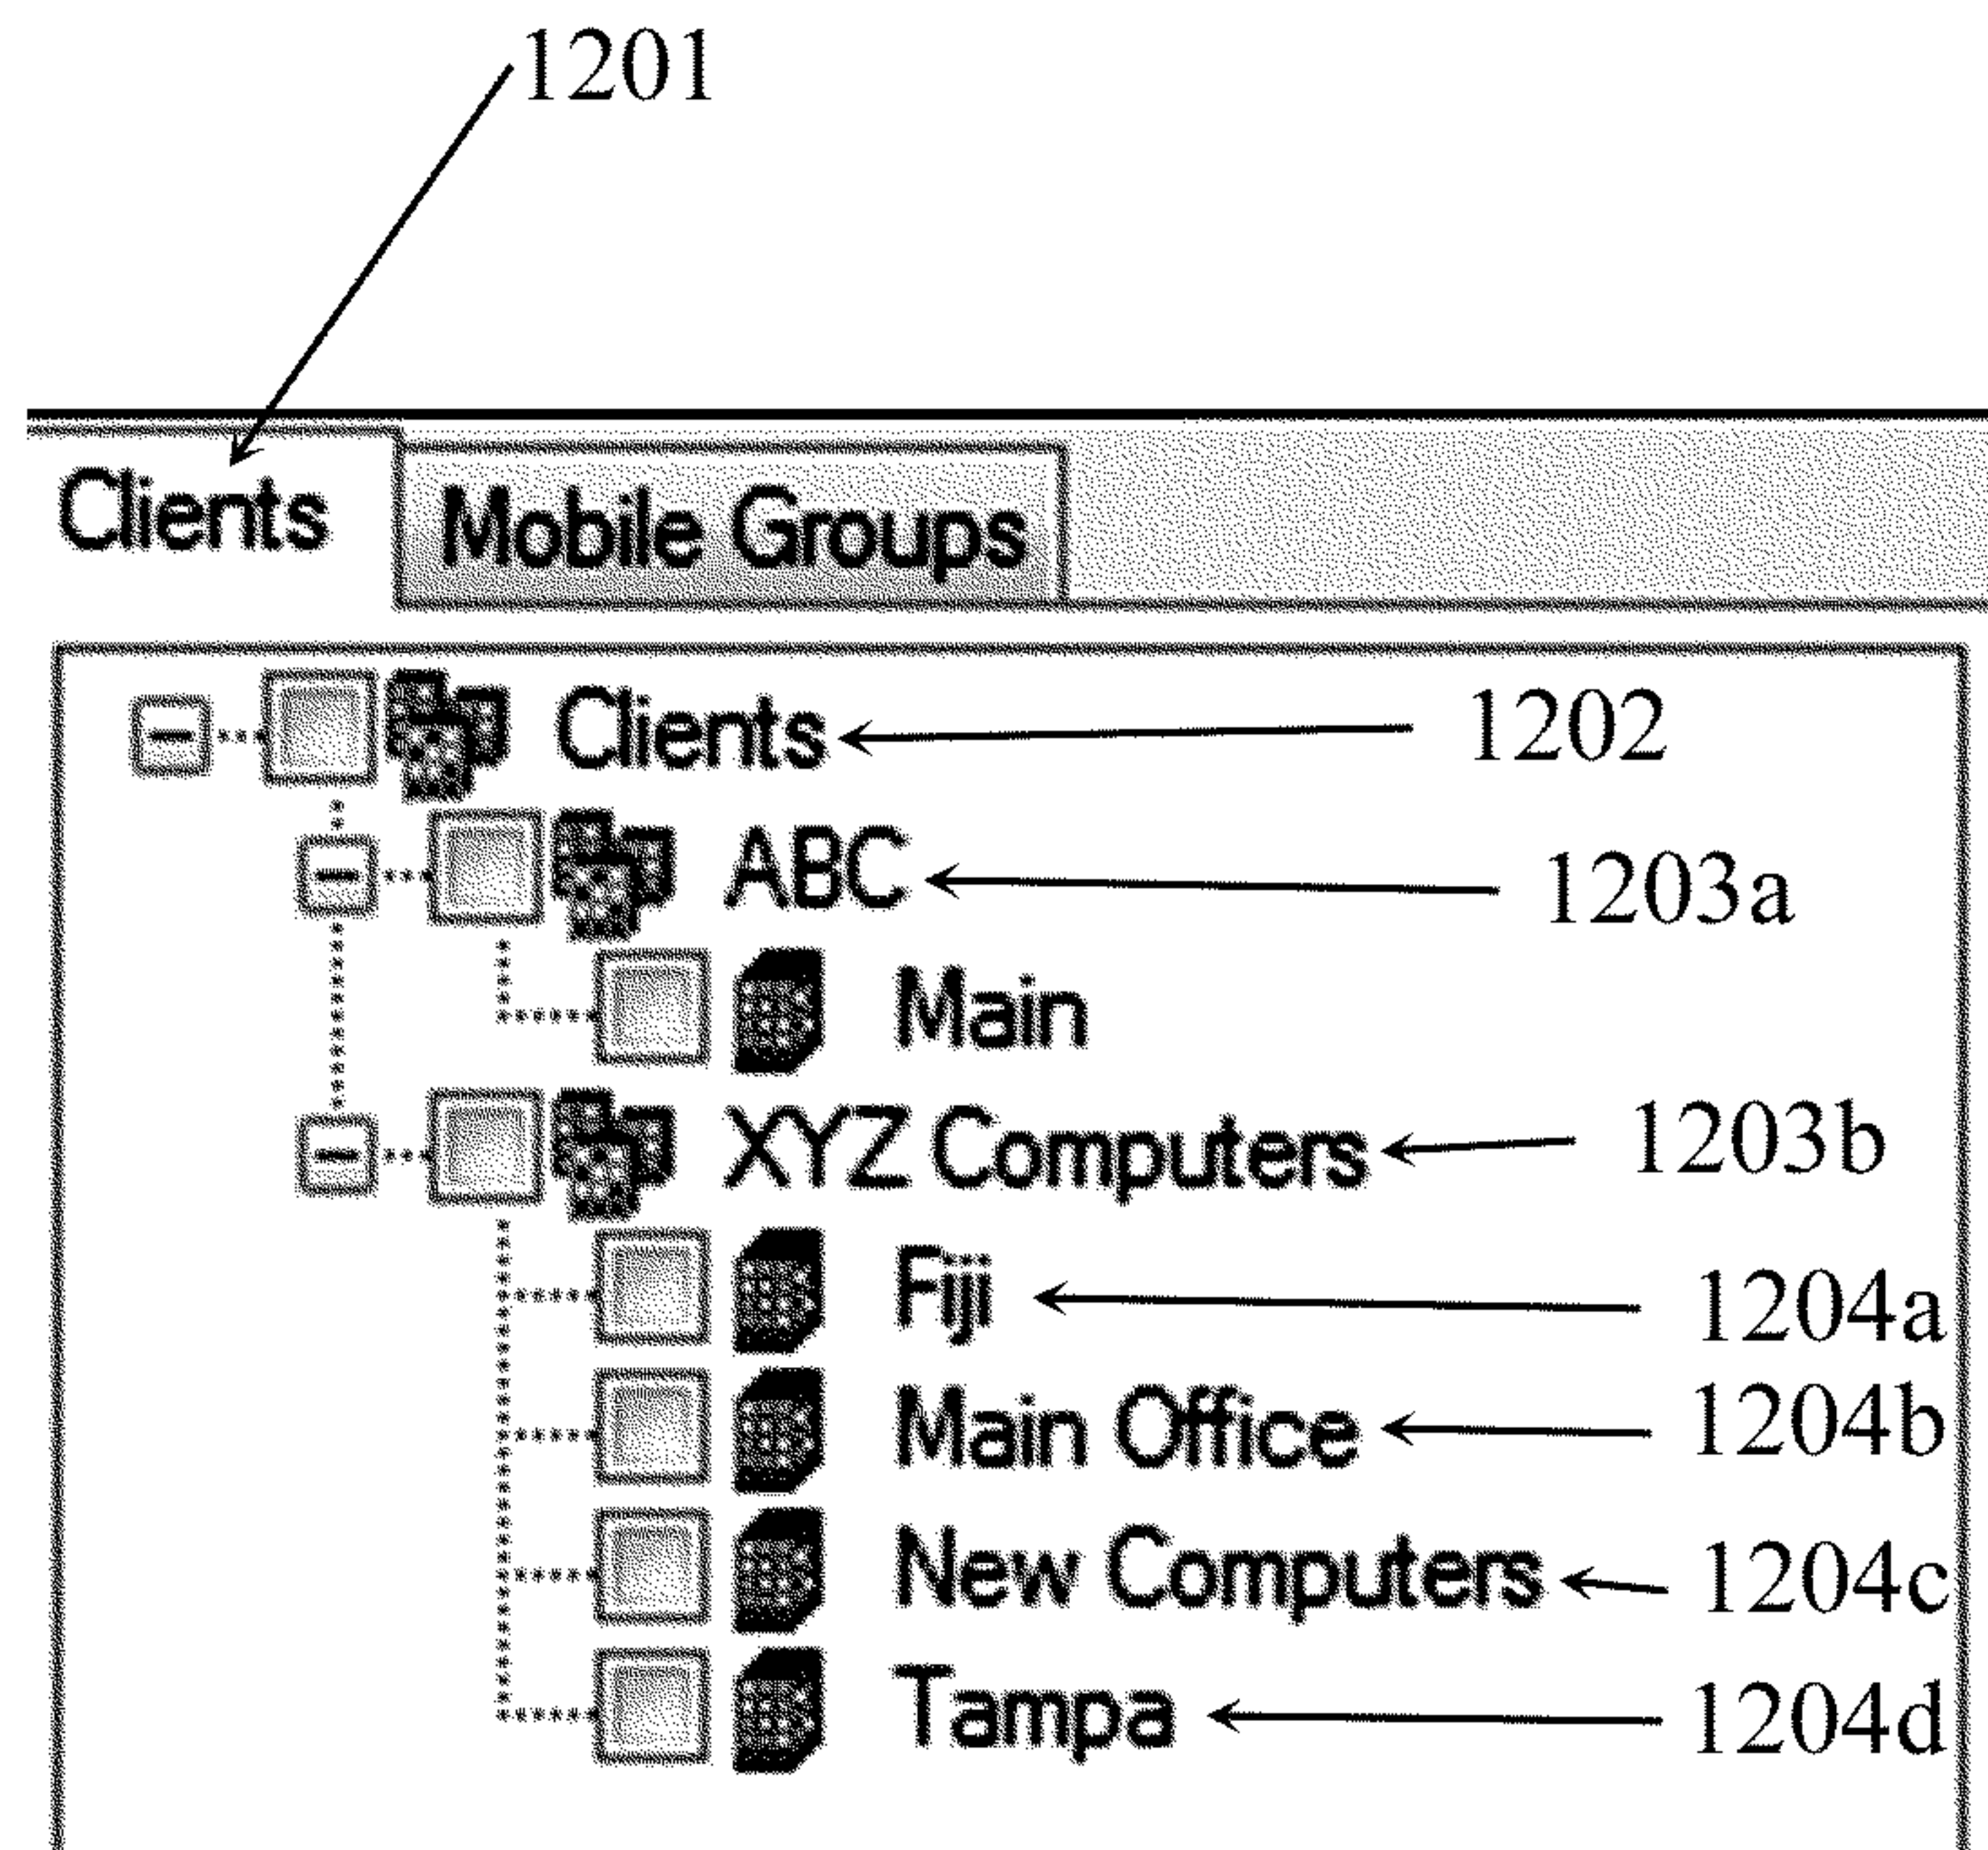 1201
Clients Mobile Groups
Clients 1202
ABC 1203a
Main
XYZ Computers 1203b
Fiji 1204a
Main Office 1204b
New Computers 1204c
Tampa 1204d